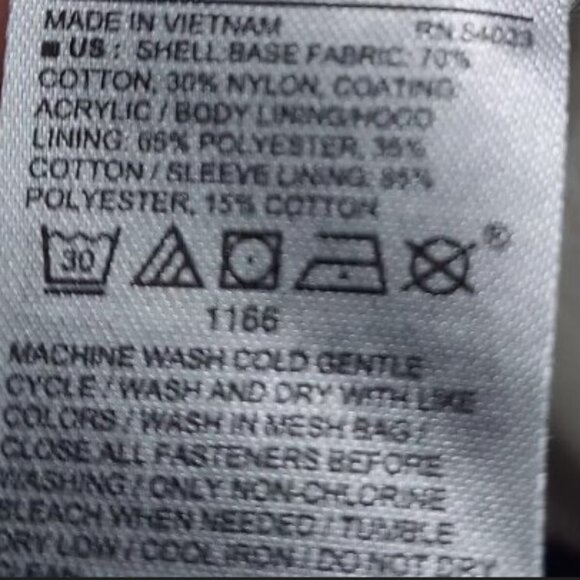 MADE IN VIETNAM RN 54023
US : SHELL:BASE FABRIC: 70%
COTTON, 30% NYLON, COATING:
ACRYLIC / BODY LINING/HOOD
LINING: 65% POLYESTER, 35%
COTTON / SLEEVE LINING: 85%
POLYESTER, 15% COTTON
30
1166
MACHINE WASH COLD GENTLE
CYCLE / WASH AND DRY WITH LIKE
COLORS / WASH IN MESH BAG /
CLOSE ALL FASTENERS BEFORE
WASHING / ONLY NON-CHLORINE
BLEACH WHEN NEEDED / TUMBLE
DRY LOW / COOL IRON / DO NOT DRY